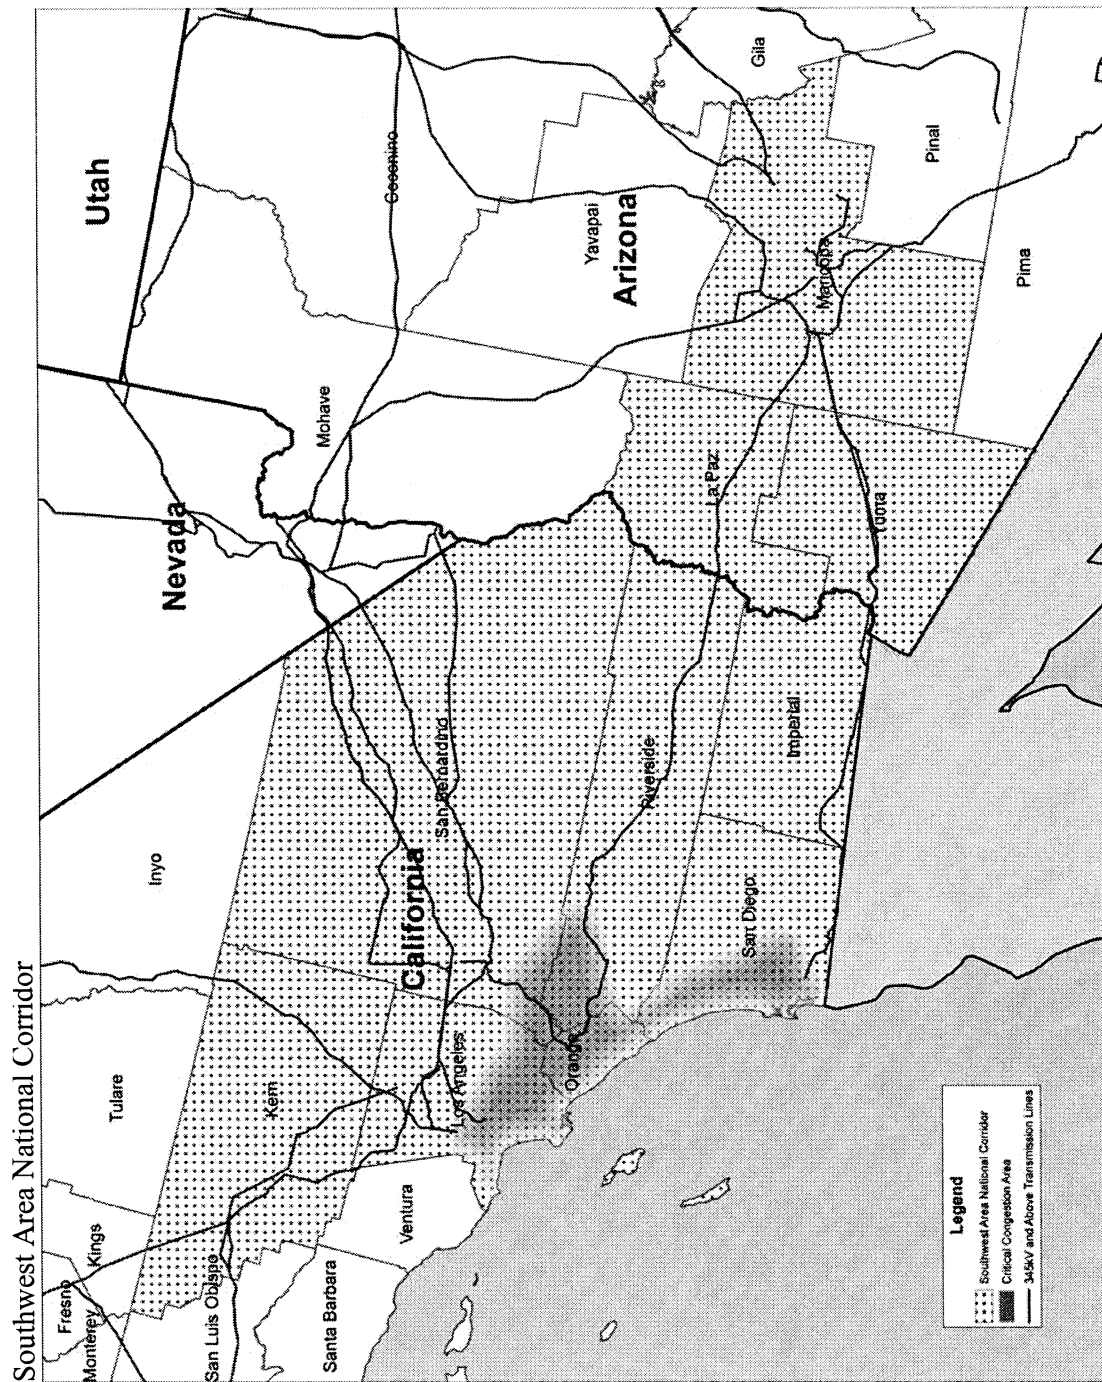 Southwest Area National Corridor
Utah
Nevada
Arizona
California
Fresno
Kings
Monterey
Tulare
Inyo
San Luis Obispo
Kern
Santa Barbara
Ventura
Los Angeles
San Bernardino
Orange
Riverside
San Diego
Imperial
Mohave
Coconino
Yavapai
Gila
La Paz
Maricopa
Yuma
Pinal
Pima
Legend
Southwest Area National Corridor
Critical Congestion Area
345kV and Above Transmission Lines